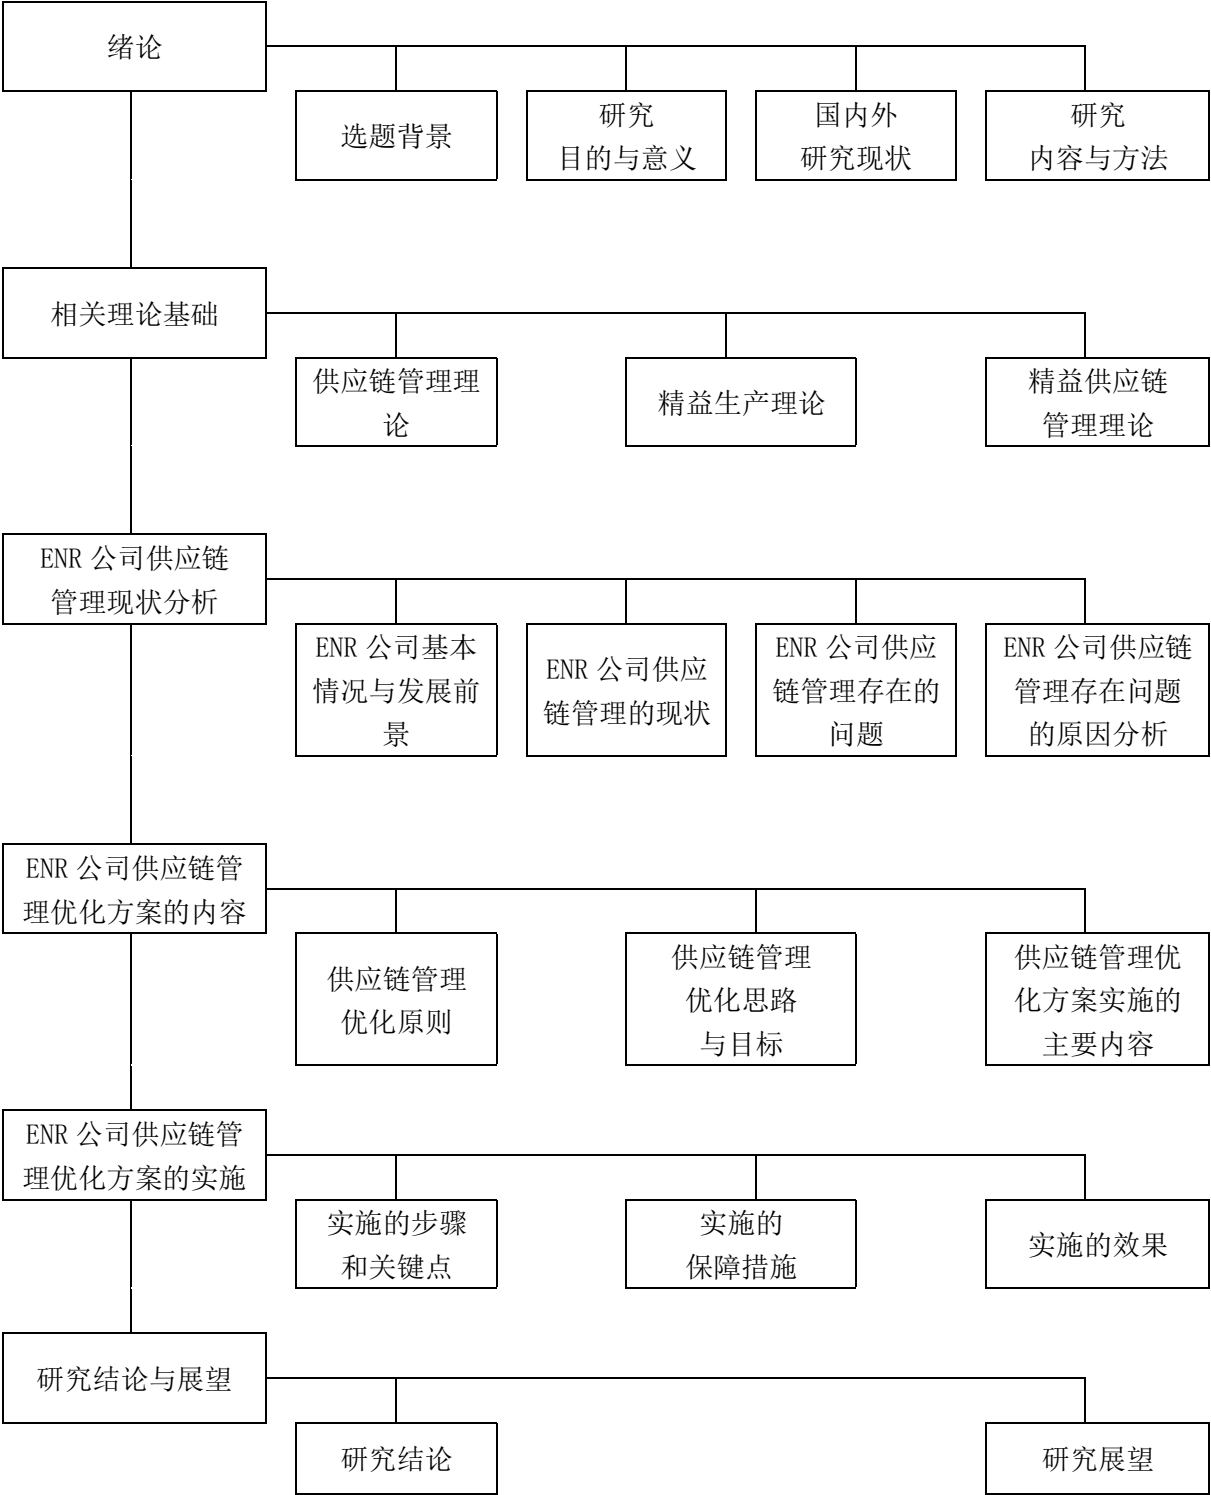 绪论
选题背景
研究
目的与意义
国内外
研究现状
研究
内容与方法
相关理论基础
供应链管理理
论
精益生产理论
精益供应链
管理理论
ENR 公司供应链
管理现状分析
ENR 公司基本
情况与发展前
景
ENR 公司供应
链管理的现状
ENR 公司供应
链管理存在的
问题
ENR 公司供应链
管理存在问题
的原因分析
ENR 公司供应链管
理优化方案的内容
供应链管理
优化原则
供应链管理
优化思路
与目标
供应链管理优
化方案实施的
主要内容
ENR 公司供应链管
理优化方案的实施
实施的步骤
和关键点
实施的
保障措施
实施的效果
研究结论与展望
研究结论
研究展望